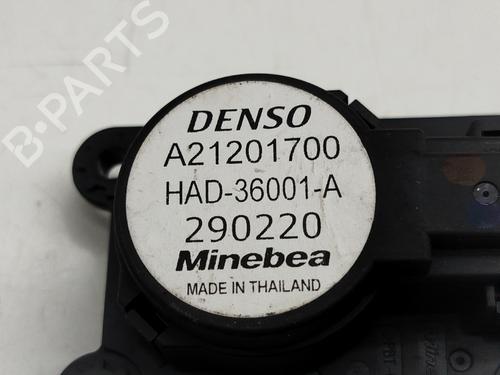 B-PARTS
DENSO
A21201700
HAD-36001-A
290220
Minebea
MADE IN THAILAND